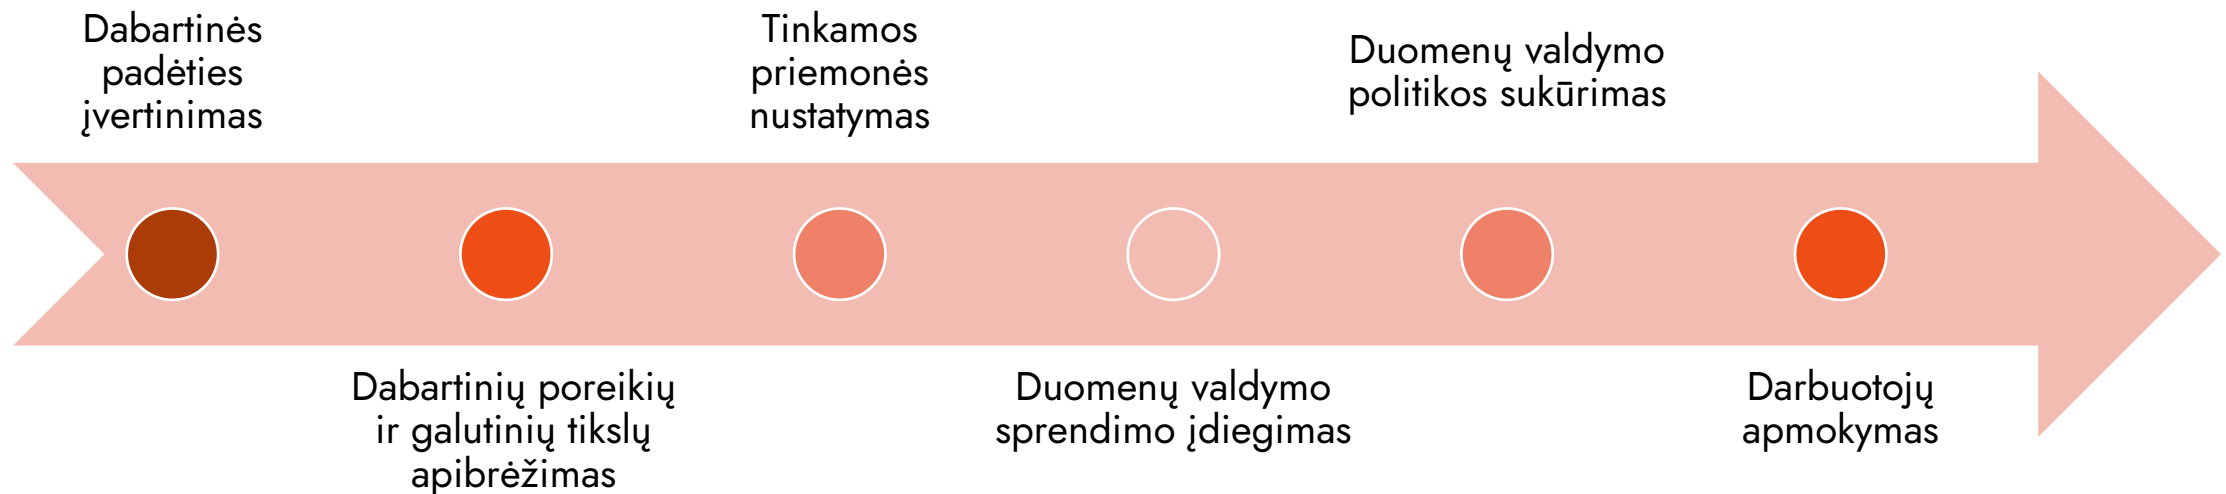 Dabartinės
padėties
įvertinimas
Dabartinių poreikių
ir galutinių tikslų
apibrėžimas
Tinkamos
priemonės
nustatymas
Duomenų valdymo
sprendimo įdiegimas
Duomenų valdymo
politikos sukūrimas
Darbuotojų
apmokymas